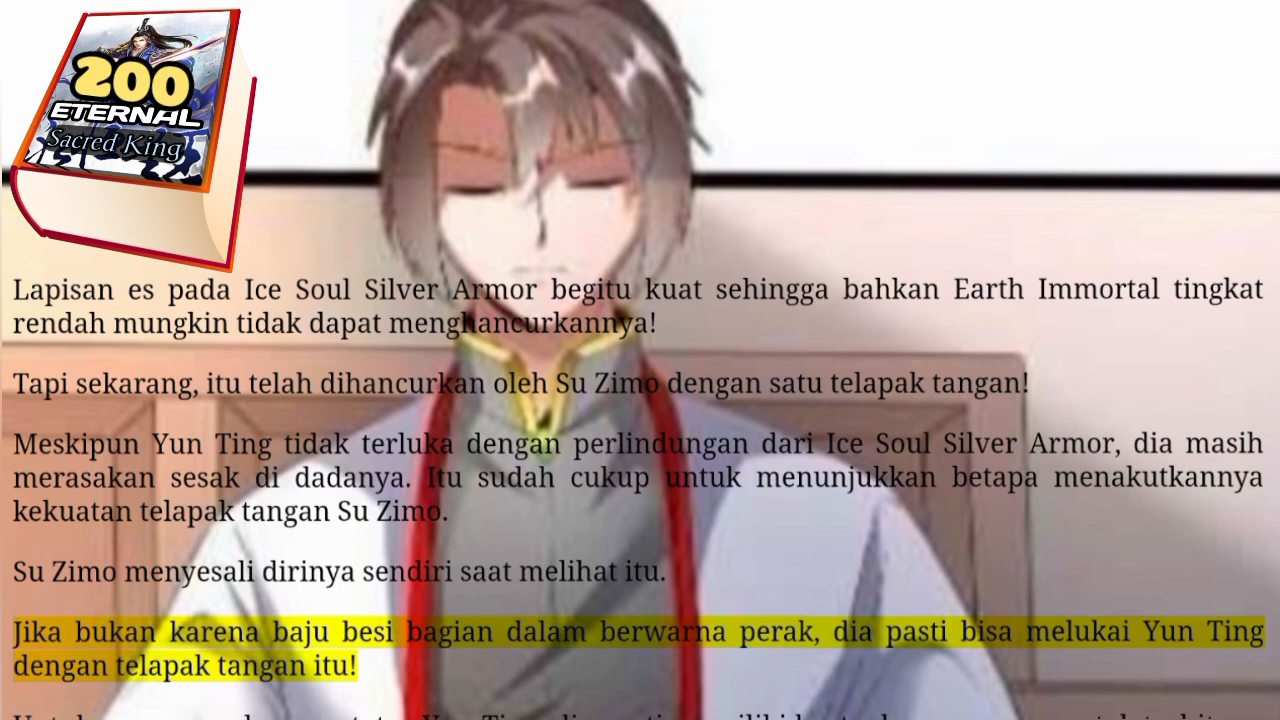 200
ETERNAL
Sacred King
Lapisan es pada Ice Soul Silver Armor begitu kuat sehingga bahkan Earth Immortal tingkat
rendah mungkin tidak dapat menghancurkannya!
Tapi sekarang, itu telah dihancurkan oleh Su Zimo dengan satu telapak tangan!
Meskipun Yun Ting tidak terluka dengan perlindungan dari Ice Soul Silver Armor, dia masih
merasakan sesak di dadanya. Itu sudah cukup untuk menunjukkan betapa menakutkannya
kekuatan telapak tangan Su Zimo.
Su Zimo menyesali dirinya sendiri saat melihat itu.
Jika bukan karena baju besi bagian dalam berwarna perak, dia pasti bisa melukai Yun Ting
dengan telapak tangan itu!